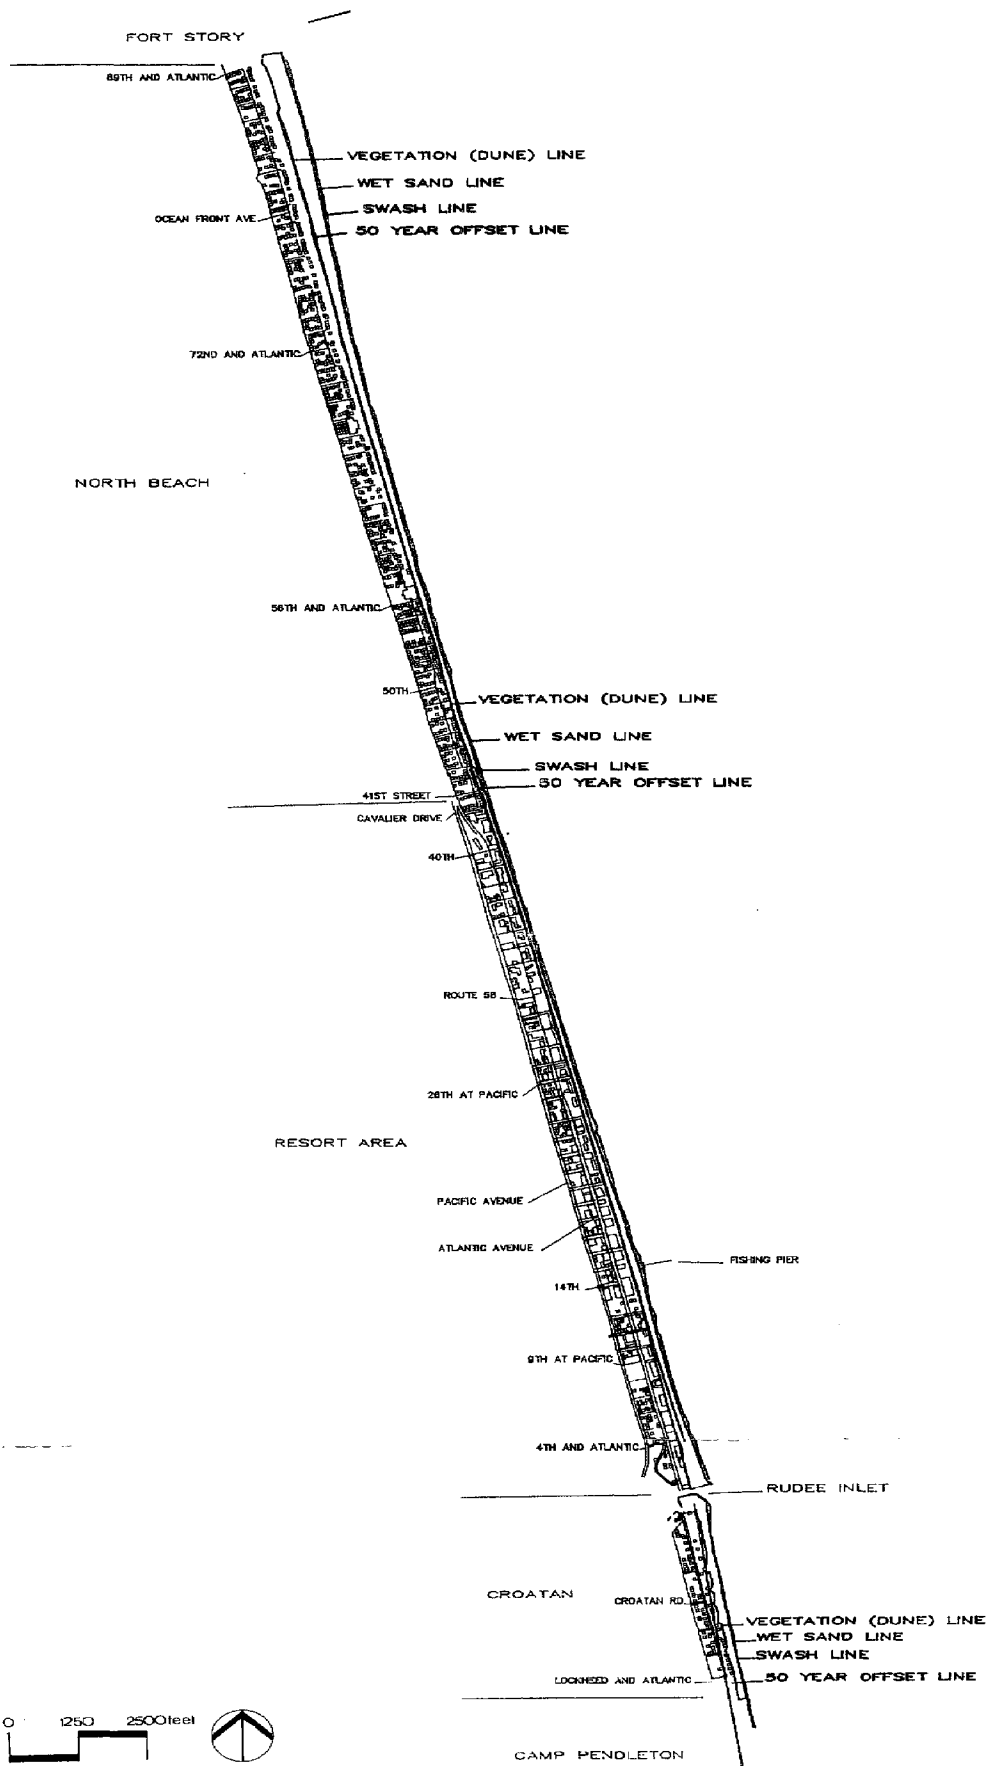 FORT STORY
89TH AND ATLANTIC
VEGETATION (DUNE) LINE
WET SAND LINE
SWASH LINE
OCEAN FRONT AVE
50 YEAR OFFSET LINE
72ND AND ATLANTIC
NORTH BEACH
56TH AND ATLANTIC
50TH
VEGETATION (DUNE) LINE
WET SAND LINE
SWASH LINE
50 YEAR OFFSET LINE
41ST STREET
CAVALIER DRIVE
40TH
ROUTE 58
26TH AT PACIFIC
RESORT AREA
PACIFIC AVENUE
ATLANTIC AVENUE
FISHING PIER
14TH
9TH AT PACIFIC
4TH AND ATLANTIC
RUDEE INLET
CROATAN
CROATAN RD.
VEGETATION (DUNE) LINE
WET SAND LINE
SWASH LINE
LOCKHEED AND ATLANTIC
50 YEAR OFFSET LINE
0 1250 2500feet
CAMP PENDLETON